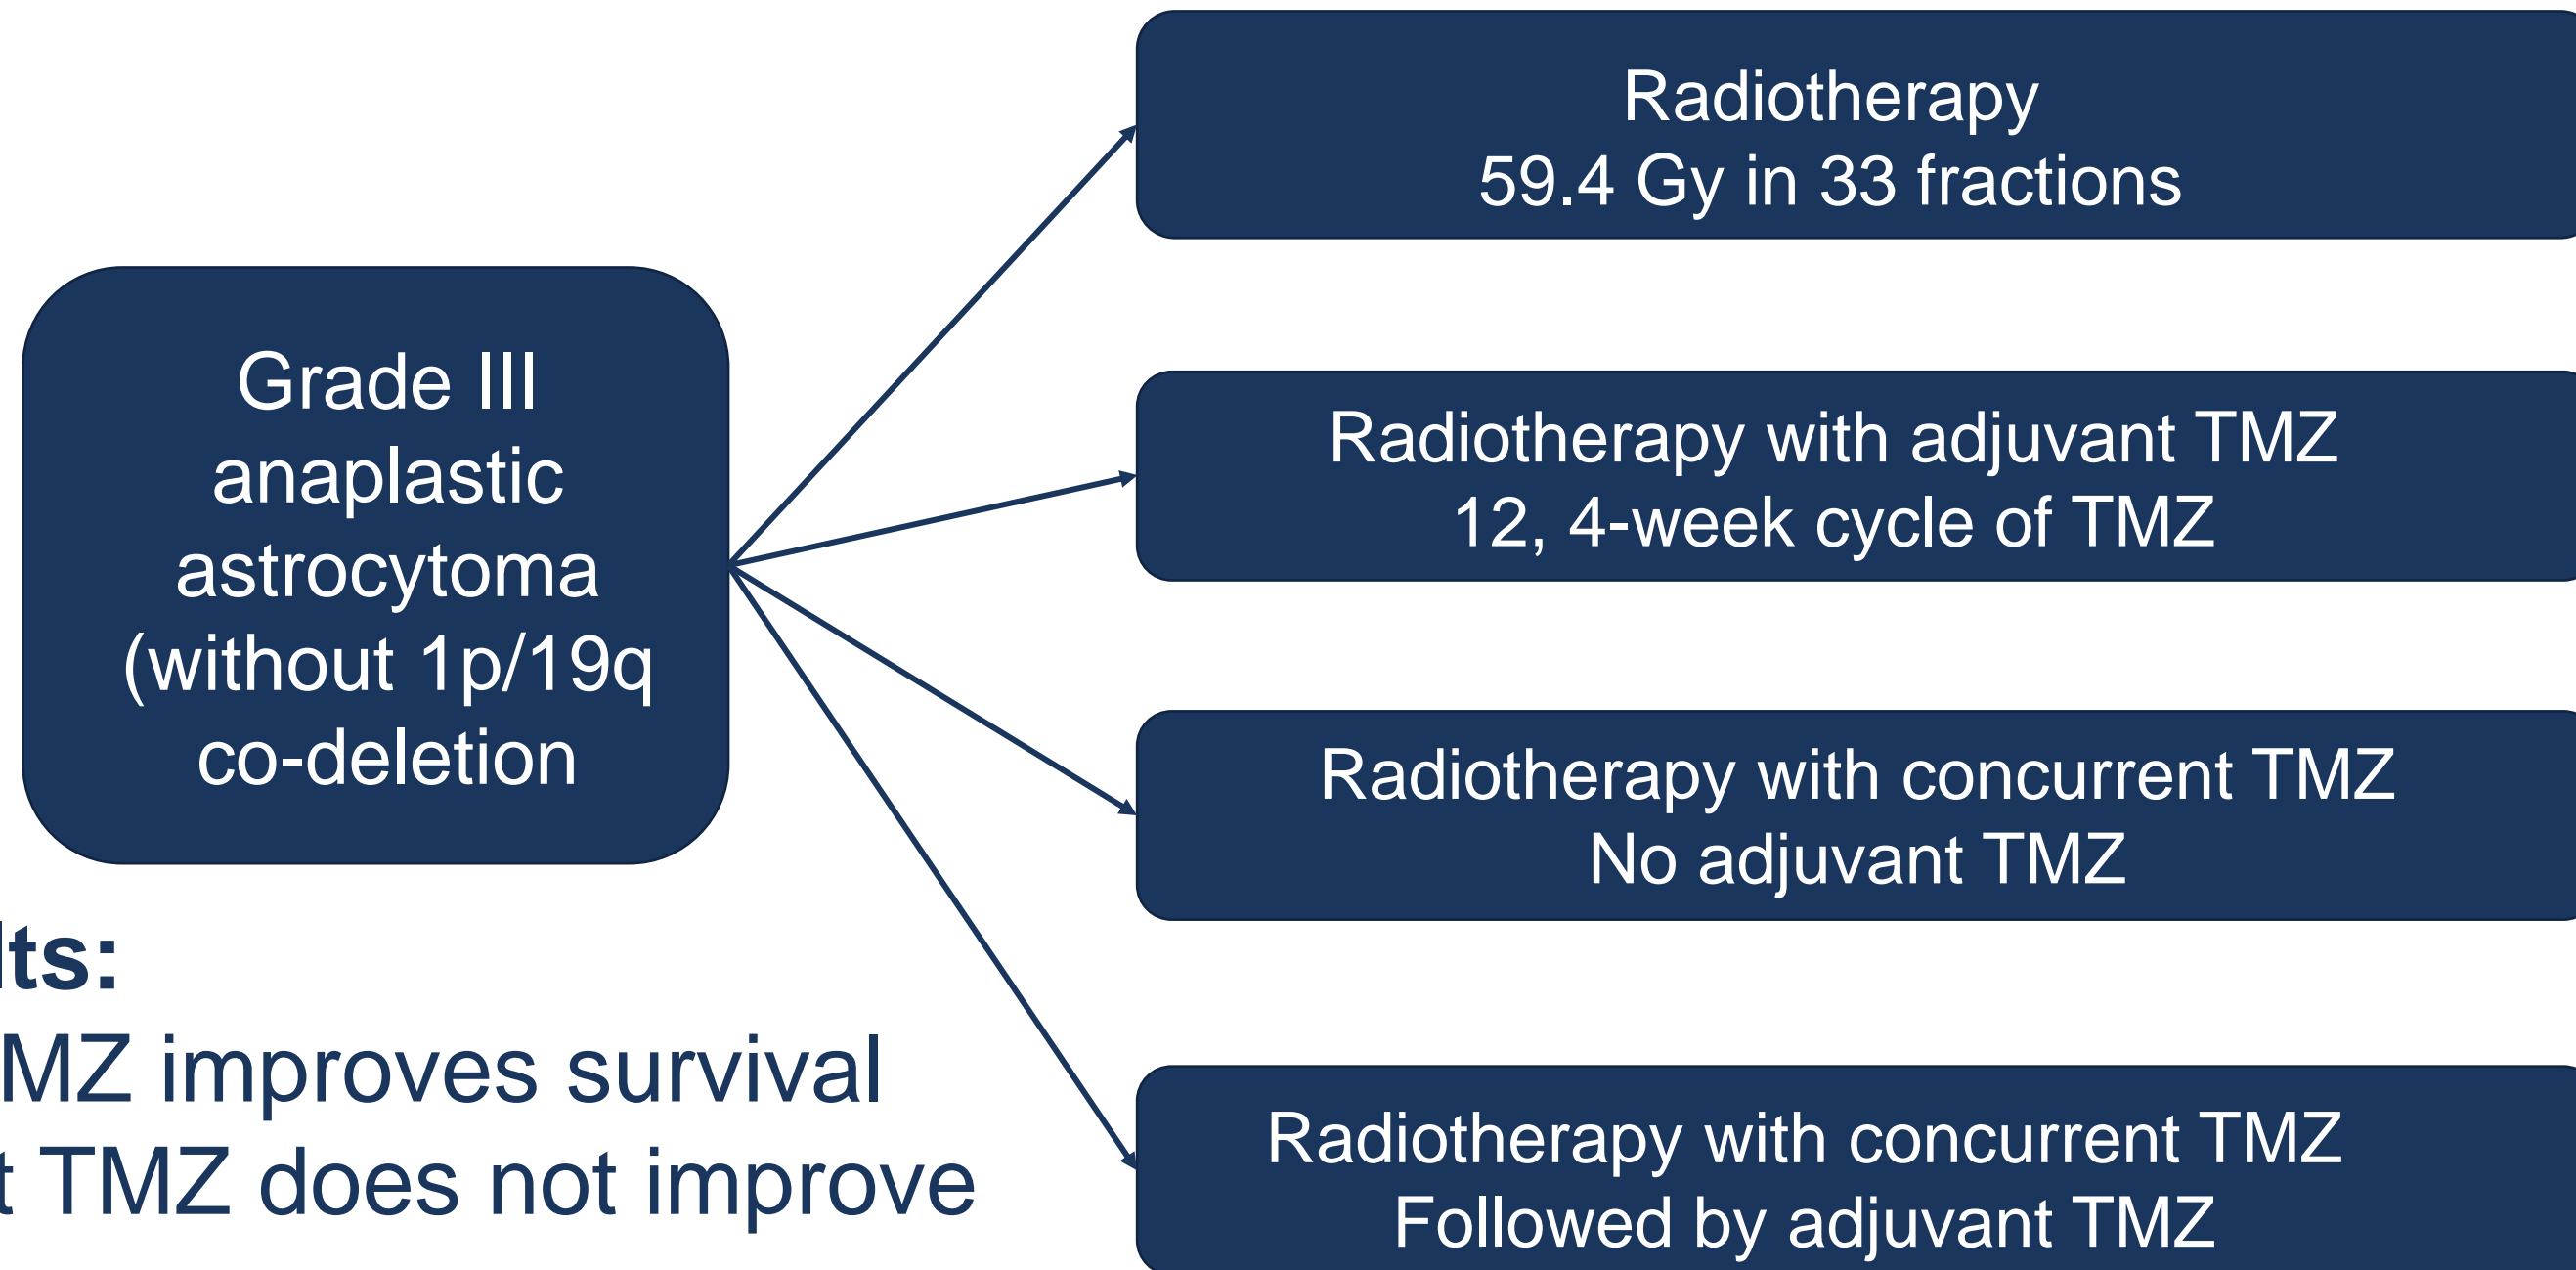 Radiotherapy
59.4 Gy in 33 fractions
Grade III
anaplastic
astrocytoma
(without 1p/19q
co-deletion
Radiotherapy with adjuvant TMZ
12, 4-week cycle of TMZ
Radiotherapy with concurrent TMZ
No adjuvant TMZ
Radiotherapy with concurrent TMZ
Followed by adjuvant TMZ
lts:
MZ improves survival
t TMZ does not improve